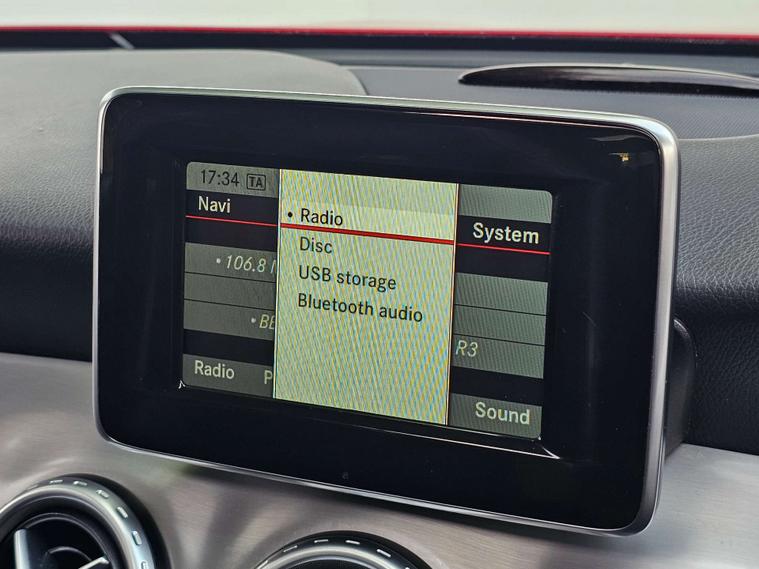 17:34 TA
Navi
• Radio
System
Disc
• 106.8
USB storage
Bluetooth audio
R3
Radio
Sound